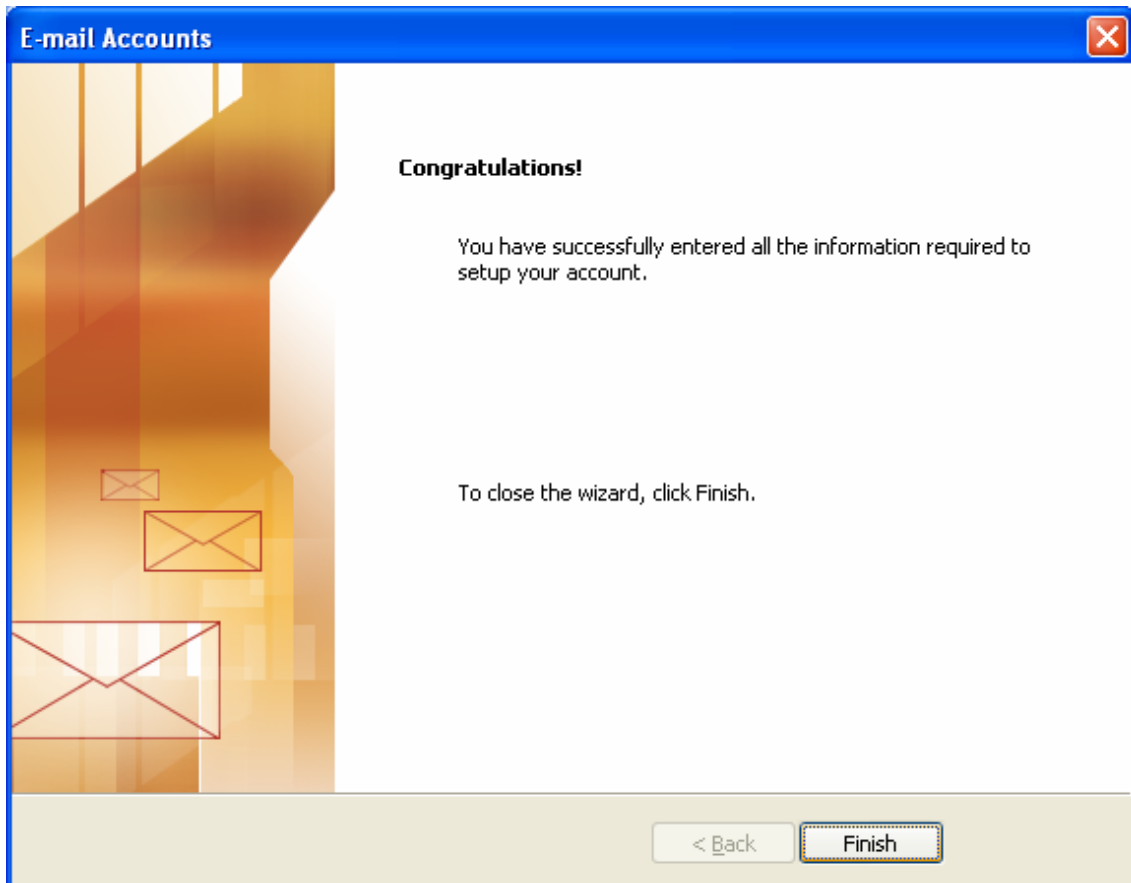 E-mail Accounts
Congratulations!
You have successfully entered all the information required to
setup your account.
To close the wizard, click Finish.
< Back
Finish